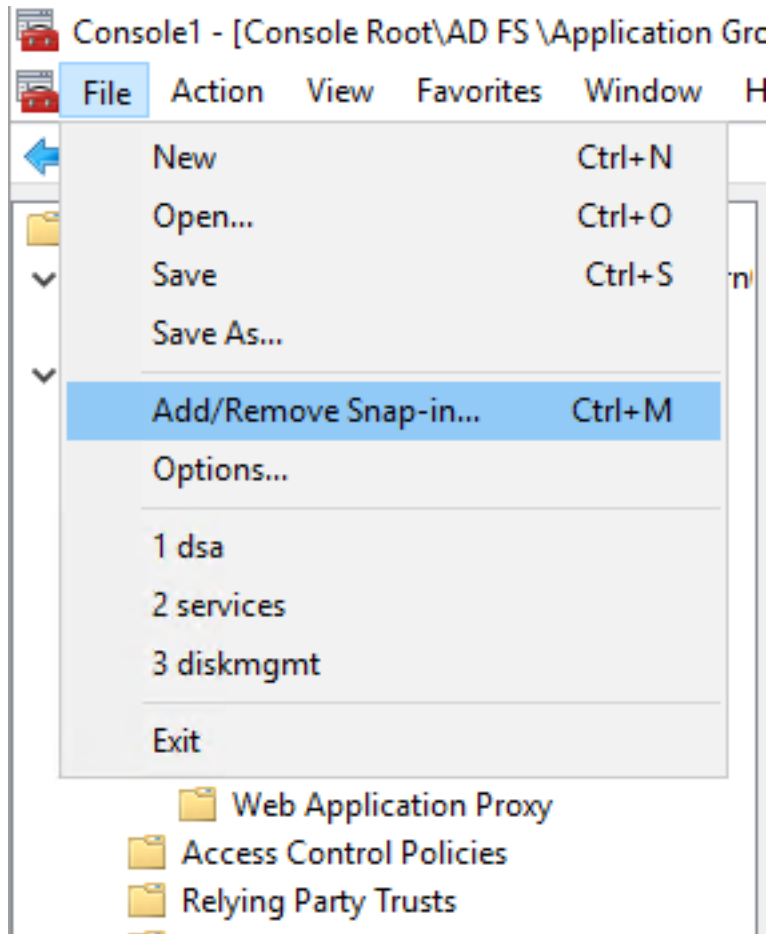 Console1 - [Console Root\AD FS \Application Gro
File Action View Favorites Window H
New Ctrl+N
Open... Ctrl+O
Save Ctrl+S
Save As...
Add/Remove Snap-in... Ctrl+M
Options...
1 dsa
2 services
3 diskmgmt
Exit
Web Application Proxy
Access Control Policies
Relying Party Trusts